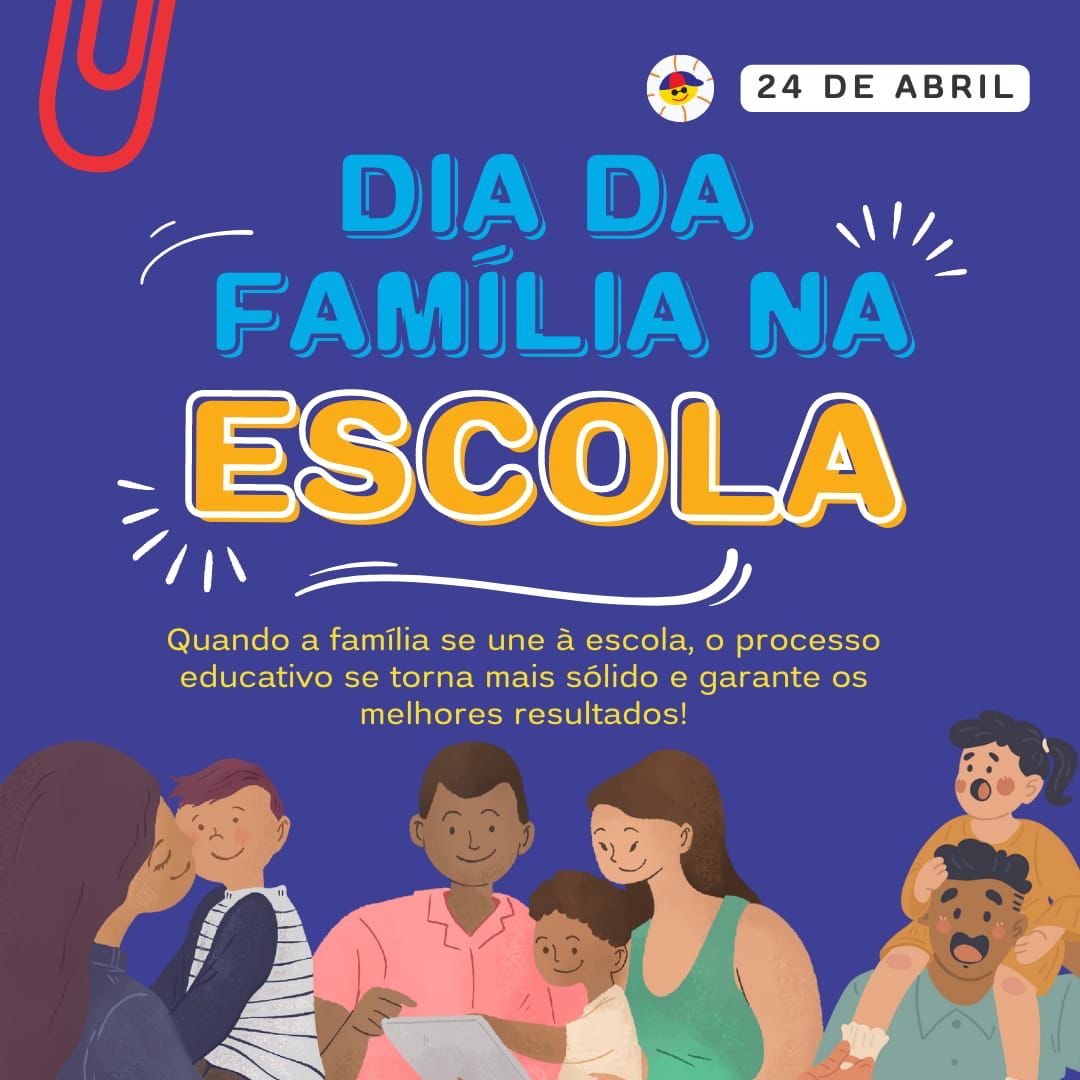 24 DE ABRIL
DIA DA
FAMÍLIA NA
ESCOLA
Quando a família se une à escola, o processo
educativo se torna mais sólido e garante os
melhores resultados!